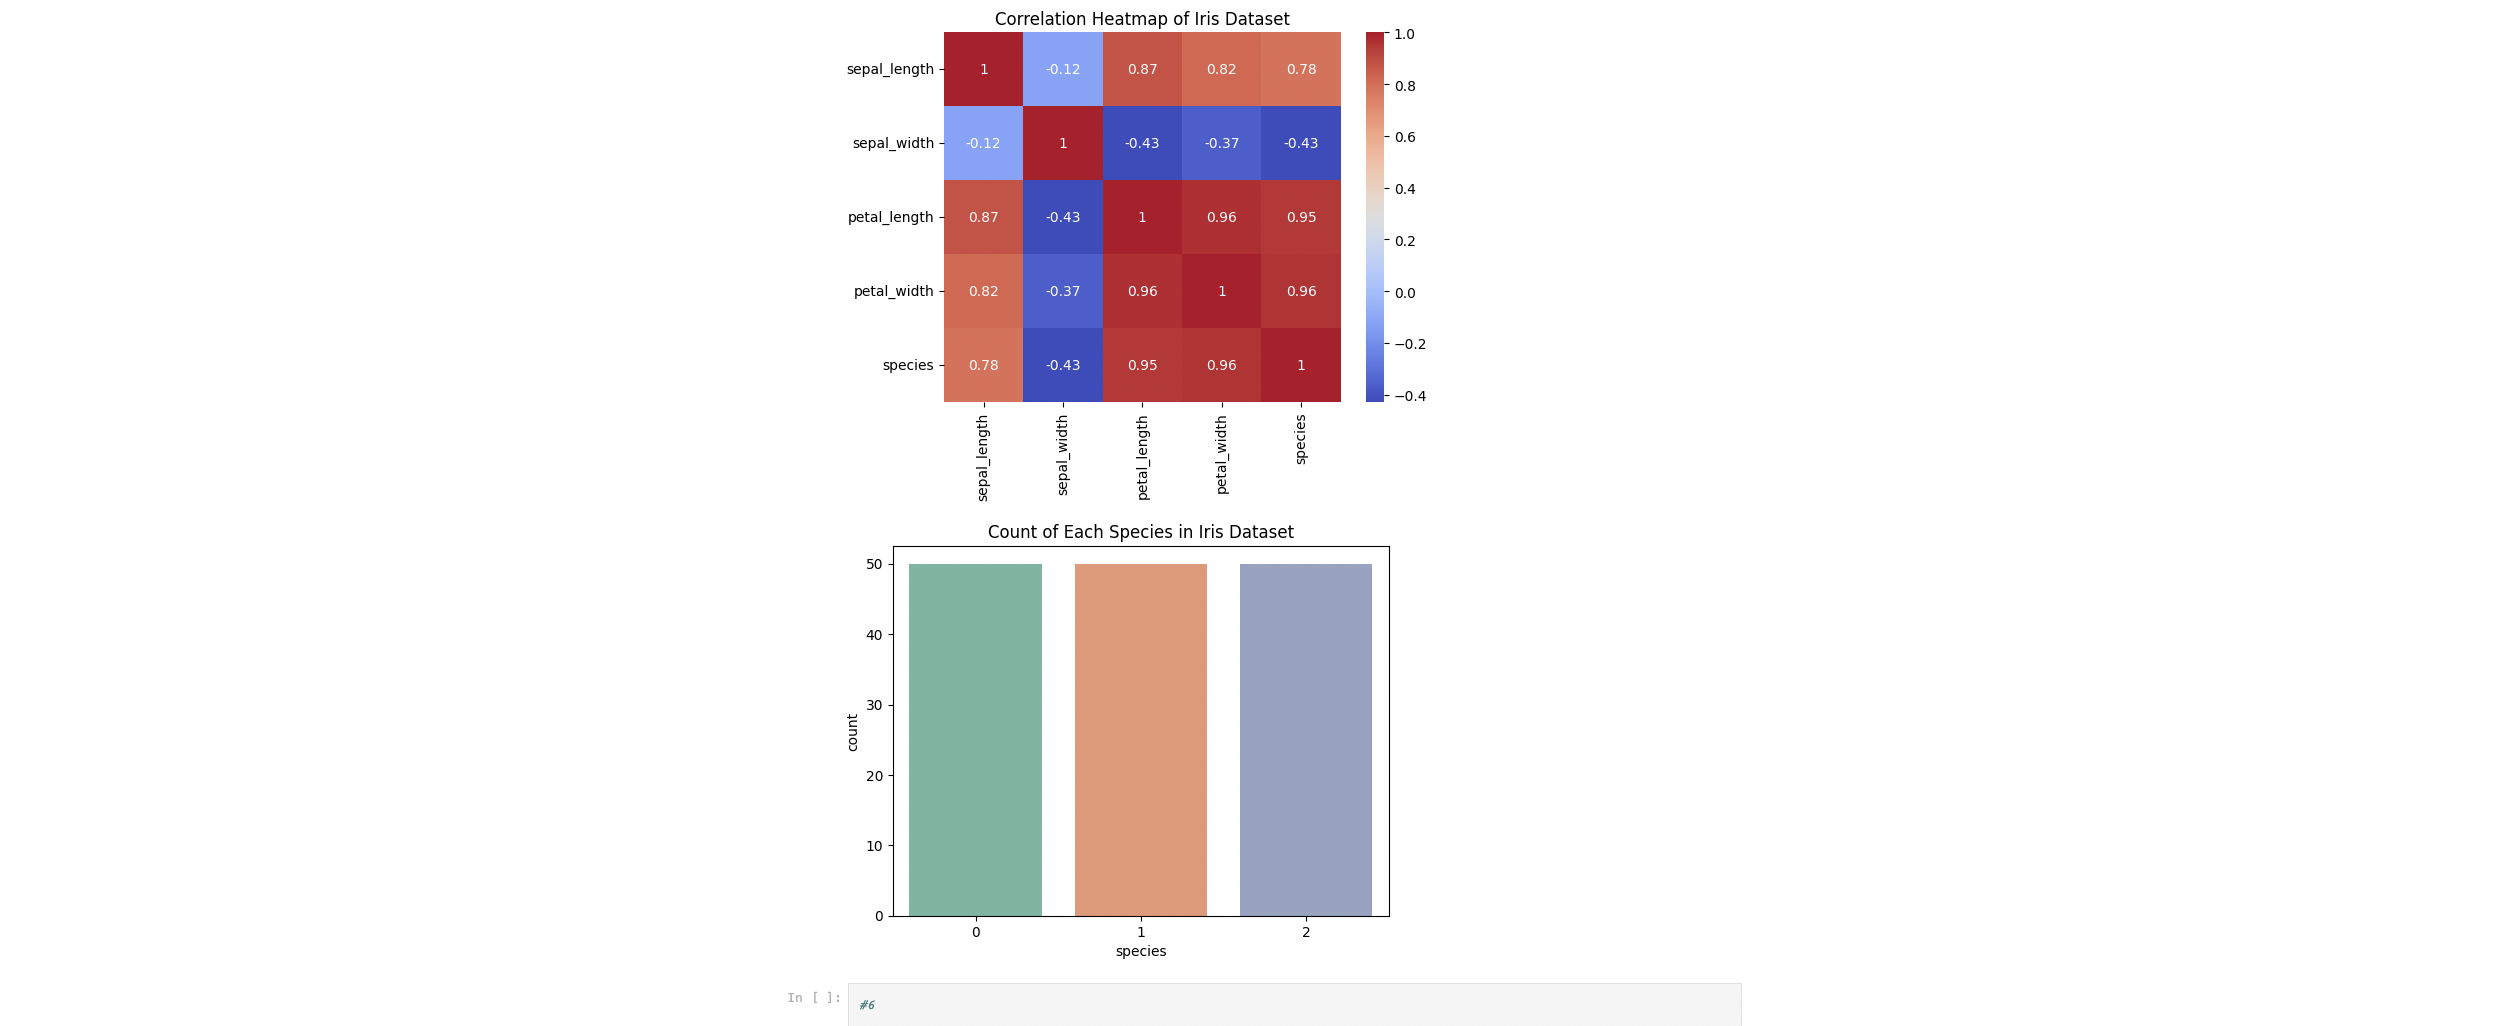 Correlation Heatmap of Iris Dataset
sepal_length 1 -0.12 0.87 0.82 0.78
sepal_width -0.12 1 -0.43 -0.37 -0.43
petal_length 0.87 -0.43 1 0.96 0.95
petal_width 0.82 -0.37 0.96 1 0.96
species 0.78 -0.43 0.95 0.96 1
sepal_length sepal_width petal_length petal_width species
1.0
0.8
0.6
0.4
0.2
0.0
−0.2
−0.4
Count of Each Species in Iris Dataset
50
40
30
20
10
0
count
0 1 2
species
In [ ]: #6